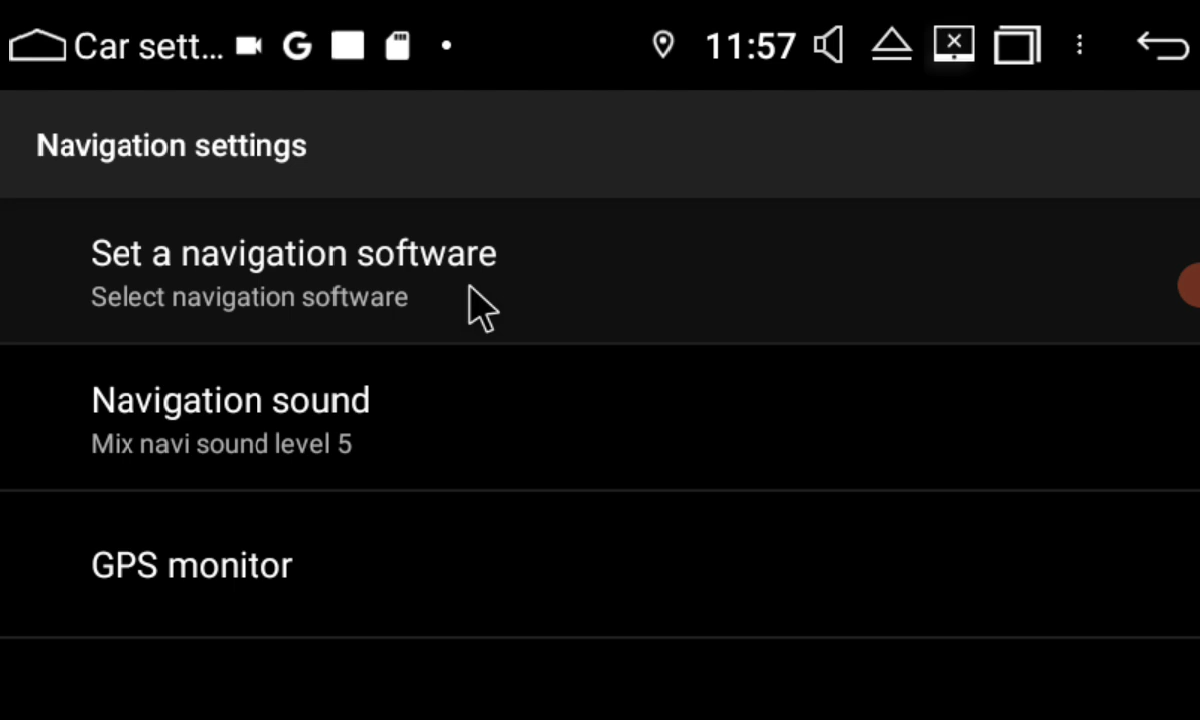 Car sett... 11:57
Navigation settings
Set a navigation software
Select navigation software
Navigation sound
Mix navi sound level 5
GPS monitor